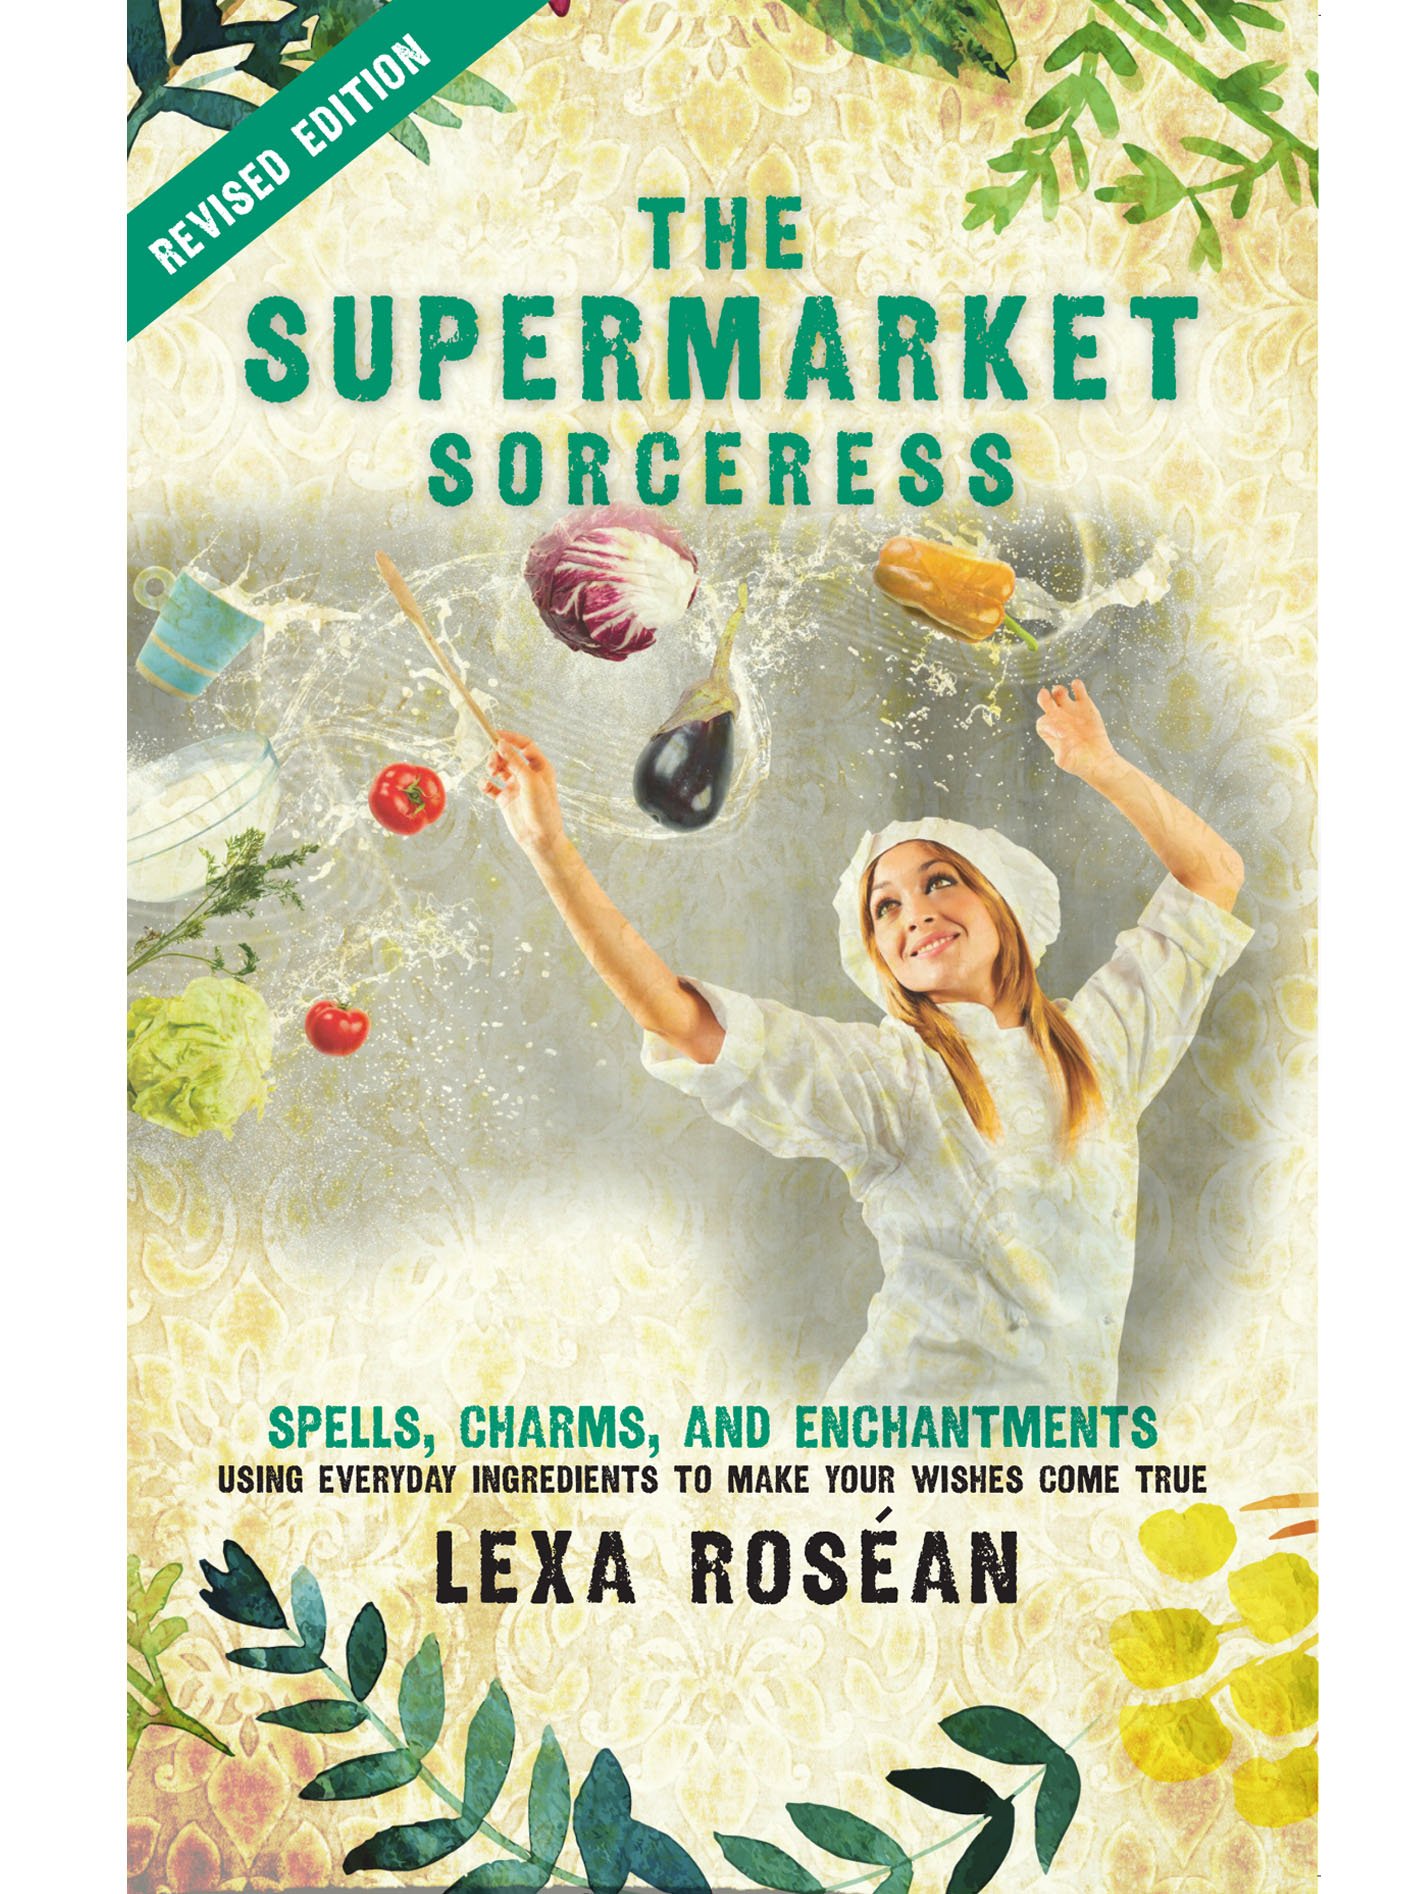 REVISED EDITION
THE
SUPERMARKET
SORCERESS
SPELLS, CHARMS, AND ENCHANTMENTS
USING EVERYDAY INGREDIENTS TO MAKE YOUR WISHES COME TRUE
LEXA ROSÉAN